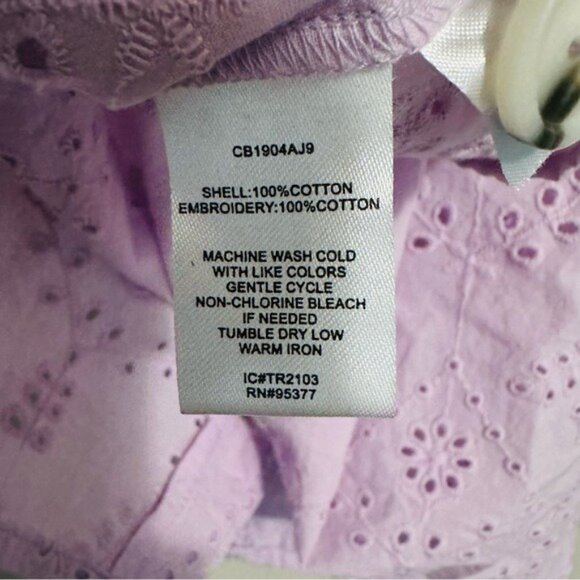 CB1904AJ9
SHELL:100%COTTON
EMBROIDERY:100%COTTON
MACHINE WASH COLD
WITH LIKE COLORS
GENTLE CYCLE
NON-CHLORINE BLEACH
IF NEEDED
TUMBLE DRY LOW
WARM IRON
IC#TR2103
RN#95377